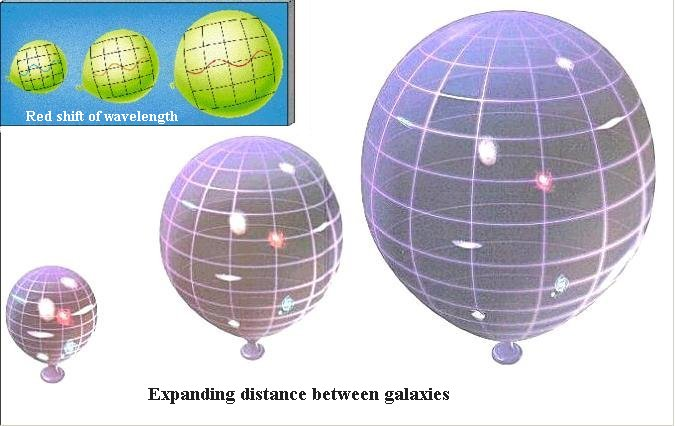 Red shift of wavelength
Expanding distance between galaxies